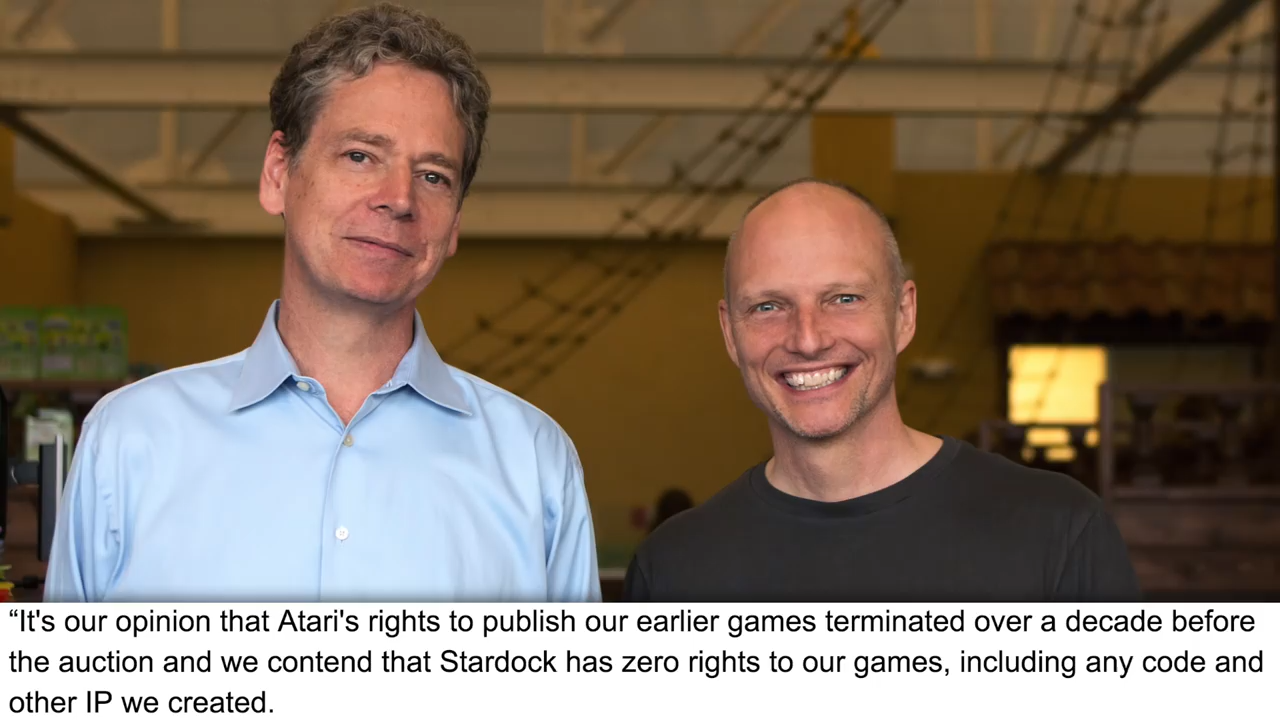 “It's our opinion that Atari's rights to publish our earlier games terminated over a decade before
the auction and we contend that Stardock has zero rights to our games, including any code and
other IP we created.